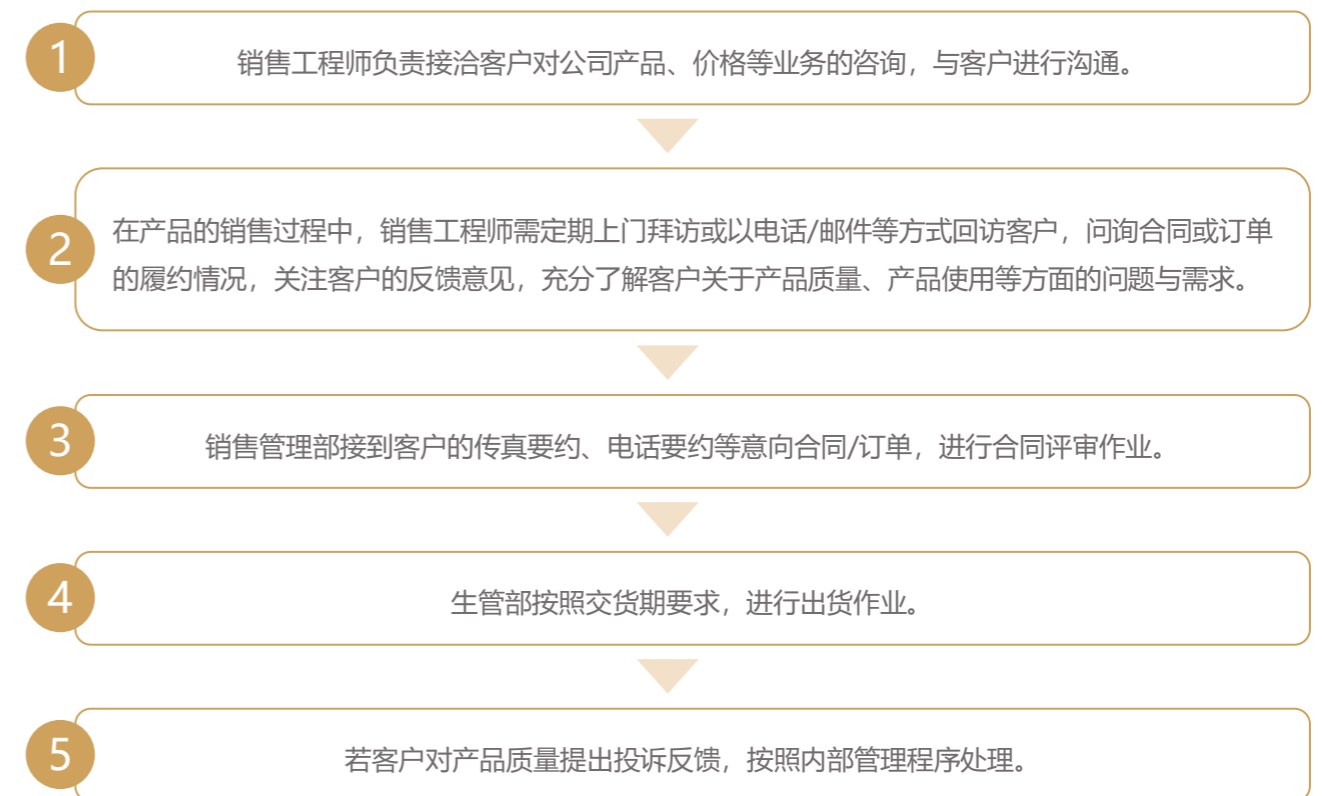 1
销售工程师负责接洽客户对公司产品、价格等业务的咨询，与客户进行沟通。
2
在产品的销售过程中，销售工程师需定期上门拜访或以电话/邮件等方式回访客户，问询合同或订单
的履约情况，关注客户的反馈意见，充分了解客户关于产品质量、产品使用等方面的问题与需求。
3
销售管理部接到客户的传真要约、电话要约等意向合同/订单，进行合同评审作业。
4
生管部按照交货期要求，进行出货作业。
5
若客户对产品质量提出投诉反馈，按照内部管理程序处理。